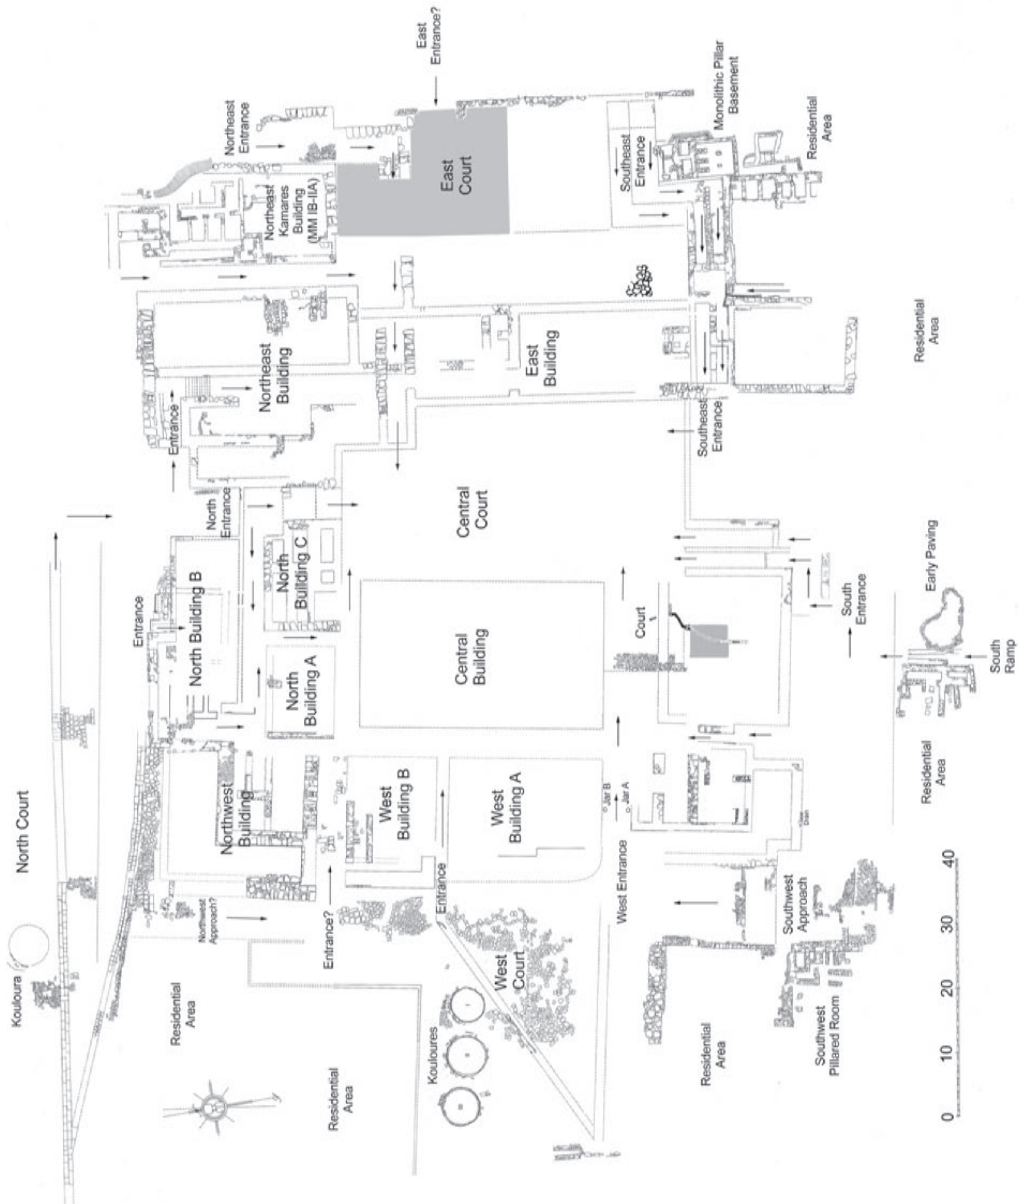 East
Entrance?
Northeast
Entrance
Northeast
Kamares
Building
(MM IB-IIA)
East
Court
Southeast
Entrance
Monolithic Pillar
Basement
Residential
Area
Entrance
Northeast
Building
East
Building
Southeast
Entrance
Residential
Area
North
Entrance
North
Building C
Central
Court
Entrance
North Building B
North
Building A
Central
Building
Court
South
Entrance
Early Paving
South
Ramp
North Court
Northwest
Building
West
Building B
West
Building A
Jar B
Jar A
Drain
Residential
Area
Kouloura
Northwest
Approach?
Entrance?
Entrance
West Entrance
Southwest
Approach
West
Court
Residential
Area
Kouloures
I
II
III
Residential
Area
Residential
Area
Southwest
Pillared Room
0
10
20
30
40